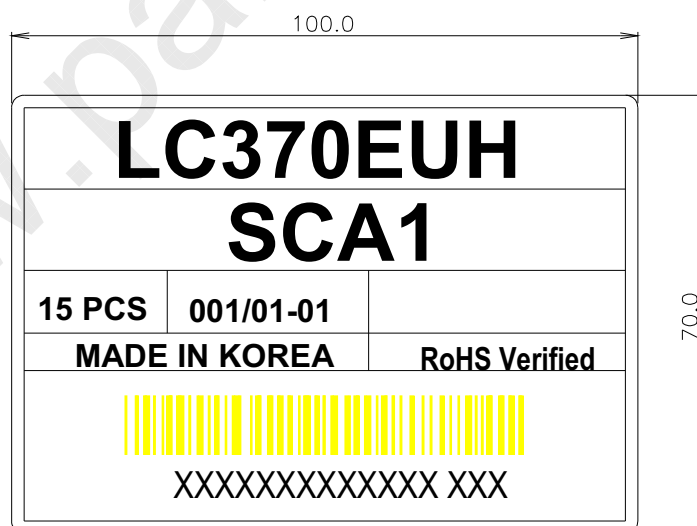 100.0
LC370EUH
SCA1
15 PCS 001/01-01
70.0
MADE IN KOREA RoHS Verified
XXXXXXXXXXXXX XXX